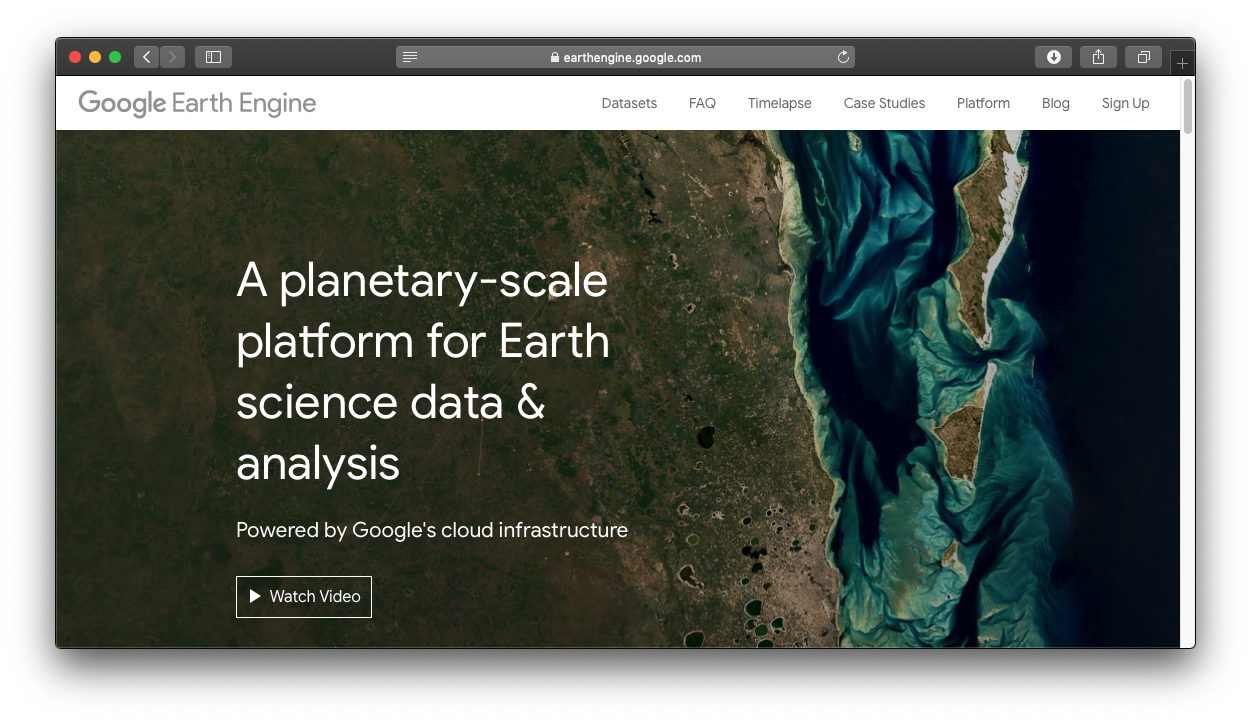 earthengine.google.com
Google Earth Engine
Datasets FAQ Timelapse Case Studies Platform Blog Sign Up
A planetary-scale
platform for Earth
science data &
analysis
Powered by Google's cloud infrastructure
Watch Video